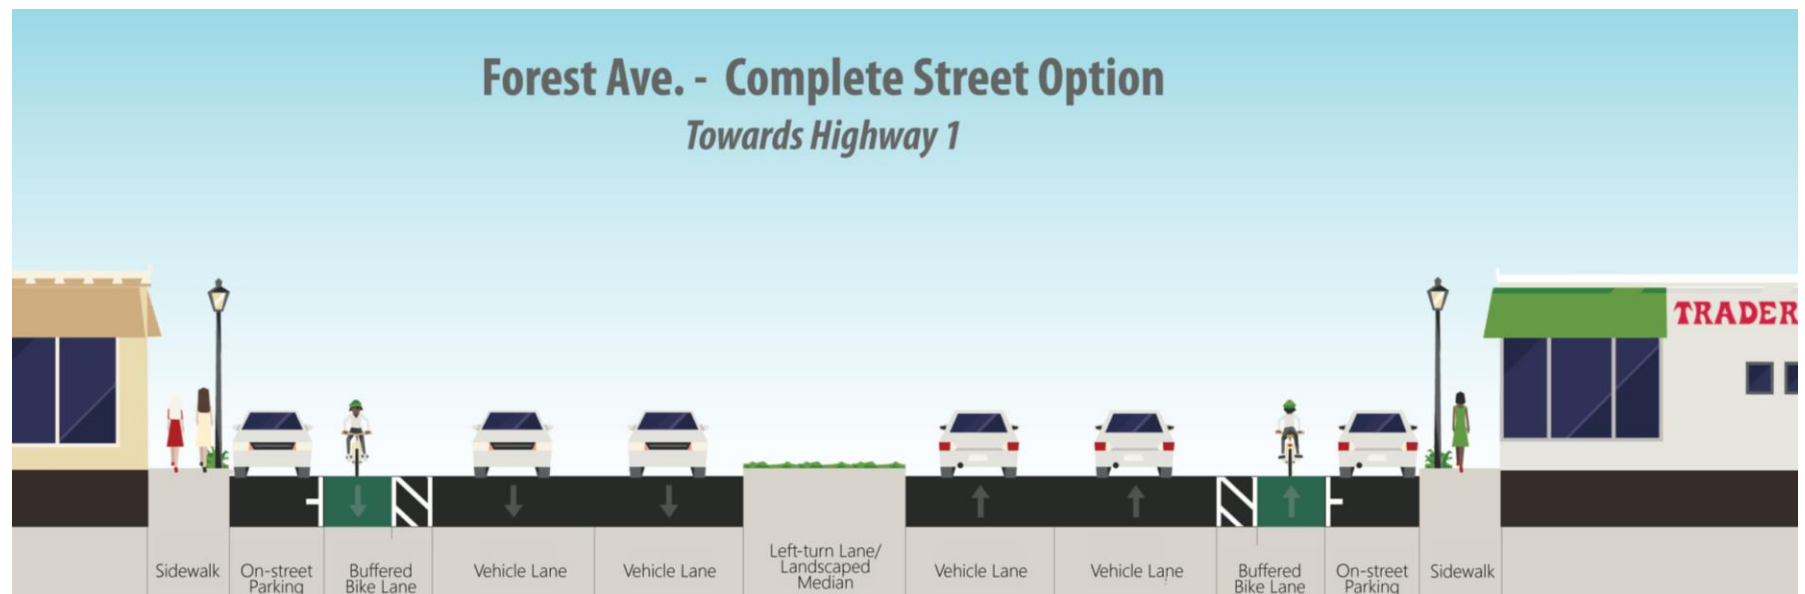 Forest Ave. - Complete Street Option
Towards Highway 1
TRADER
Sidewalk
On-street
Parking
Buffered
Bike Lane
Vehicle Lane
Vehicle Lane
Left-turn Lane/
Landscaped
Median
Vehicle Lane
Vehicle Lane
Buffered
Bike Lane
On-street
Parking
Sidewalk